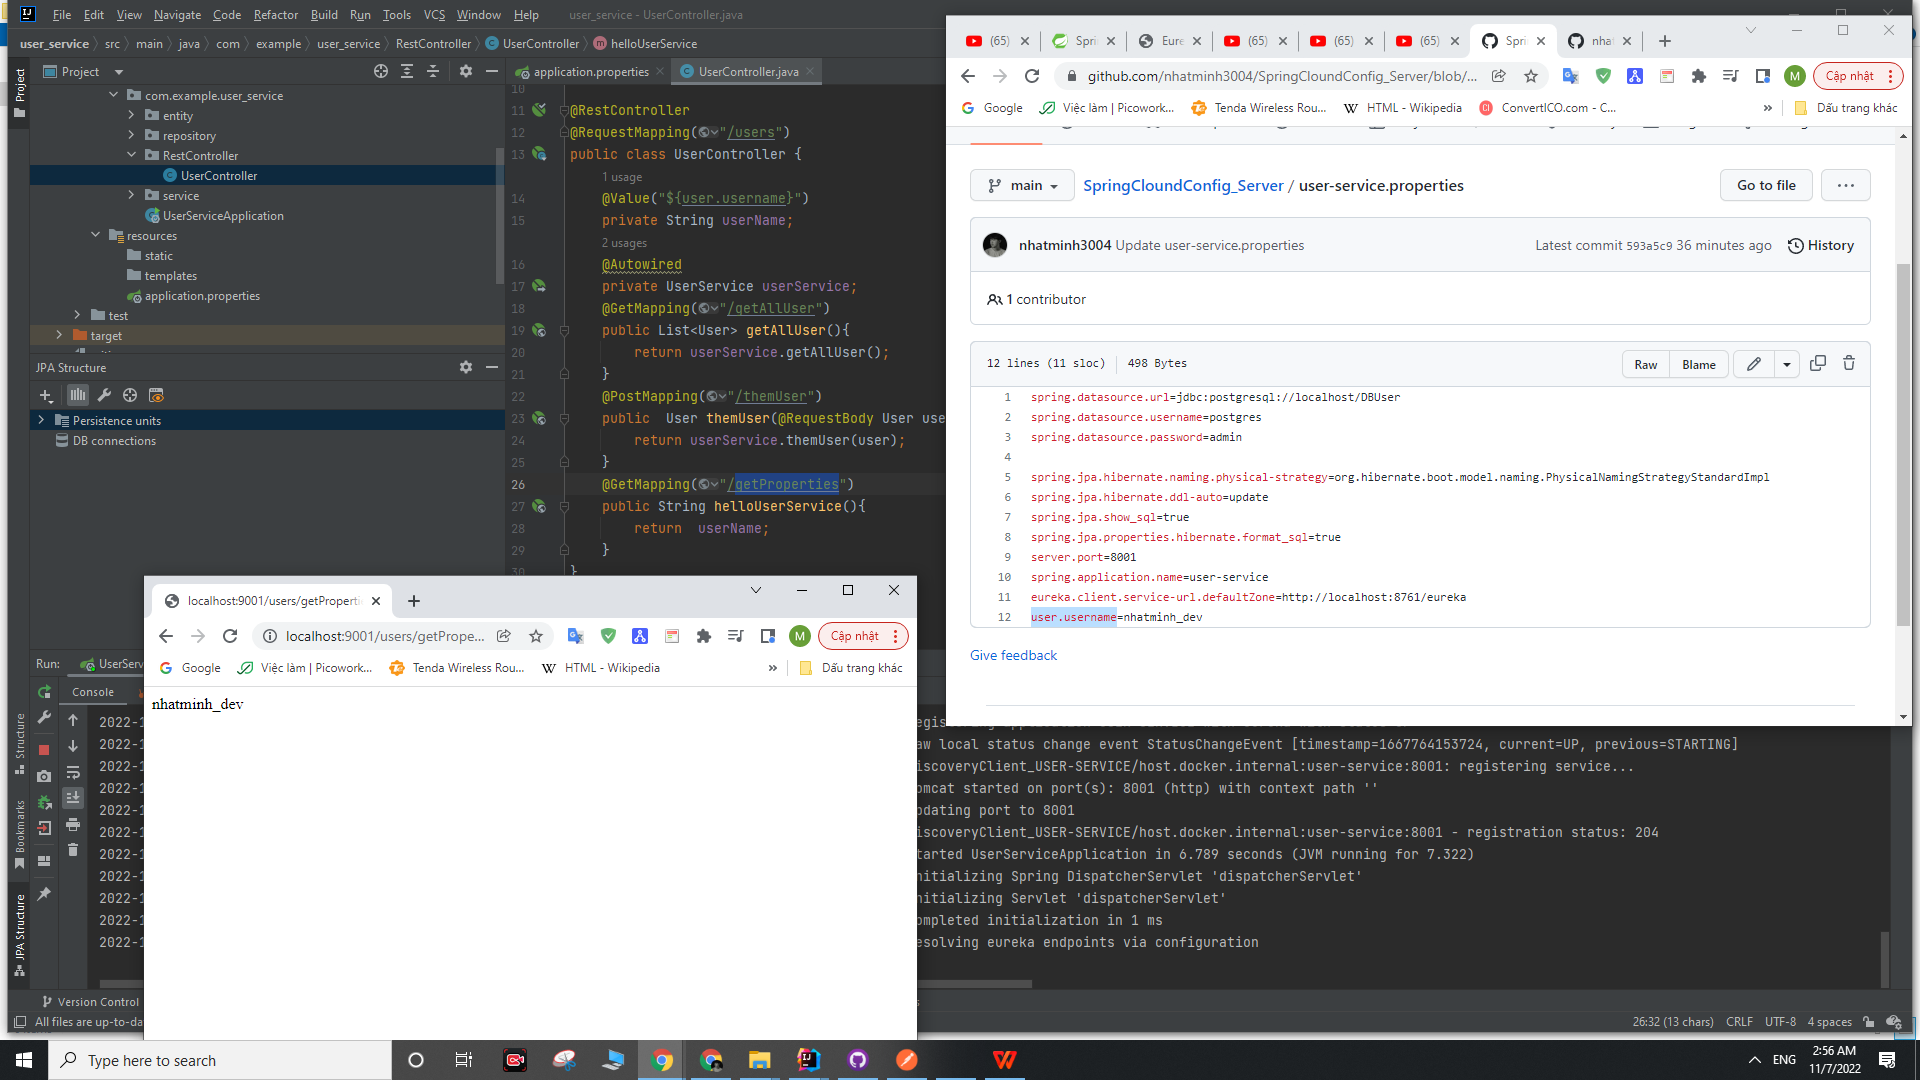 File Edit View Navigate Code Refactor Build Run Tools VCS Window Help user_service - UserController.java
user_service src main java com example user_service RestController UserController helloUserService
Project
Project
application.properties UserController.java
com.example.user_service
entity
repository
RestController
UserController
service
UserServiceApplication
resources
static
templates
application.properties
test
target
JPA Structure
Persistence units
DB connections
10
11 @RestController
12 @RequestMapping("/users")
13 public class UserController {
1 usage
14 @Value("${user.username}")
15 private String userName;
2 usages
16 @Autowired
17 private UserService userService;
18 @GetMapping("/getAllUser")
19 public List<User> getAllUser(){
20 return userService.getAllUser();
21 }
22 @PostMapping("/themUser")
23 public User themUser(@RequestBody User use
24 return userService.themUser(user);
25 }
26 @GetMapping("/getProperties")
27 public String helloUserService(){
28 return userName;
29 }
30 }
(65) Spri Eure (65) (65) (65) Spri nhat
github.com/nhatminh3004/SpringCloundConfig_Server/blob/... M Cập nhật
Google Việc làm | Picowork... Tenda Wireless Rou... HTML - Wikipedia ConvertICO.com - C... » Dấu trang khác
main SpringCloundConfig_Server / user-service.properties Go to file ...
nhatminh3004 Update user-service.properties Latest commit 593a5c9 36 minutes ago History
1 contributor
12 lines (11 sloc) 498 Bytes Raw Blame
1 spring.datasource.url=jdbc:postgresql://localhost/DBUser
2 spring.datasource.username=postgres
3 spring.datasource.password=admin
4
5 spring.jpa.hibernate.naming.physical-strategy=org.hibernate.boot.model.naming.PhysicalNamingStrategyStandardImpl
6 spring.jpa.hibernate.ddl-auto=update
7 spring.jpa.show_sql=true
8 spring.jpa.properties.hibernate.format_sql=true
9 server.port=8001
10 spring.application.name=user-service
11 eureka.client.service-url.defaultZone=http://localhost:8761/eureka
12 user.username=nhatminh_dev
Give feedback
localhost:9001/users/getProperti
localhost:9001/users/getPrope... M Cập nhật
Google Việc làm | Picowork... Tenda Wireless Rou... HTML - Wikipedia » Dấu trang khác
nhatminh_dev
Run: UserServ
Console
Structure
Bookmarks
JPA Structure
2022-1
2022-1 aw local status change event StatusChangeEvent [timestamp=1667764153724, current=UP, previous=STARTING]
2022-1 iscoveryClient_USER-SERVICE/host.docker.internal:user-service:8001: registering service...
2022-1 omcat started on port(s): 8001 (http) with context path ''
2022-1 pdating port to 8001
2022-1 iscoveryClient_USER-SERVICE/host.docker.internal:user-service:8001 - registration status: 204
2022-1 tarted UserServiceApplication in 6.789 seconds (JVM running for 7.322)
2022-1 nitializing Spring DispatcherServlet 'dispatcherServlet'
2022-1 nitializing Servlet 'dispatcherServlet'
2022-1 ompleted initialization in 1 ms
2022-1 esolving eureka endpoints via configuration
Version Control
All files are up-to-da 26:32 (13 chars) CRLF UTF-8 4 spaces
Type here to search ENG 2:56 AM
11/7/2022